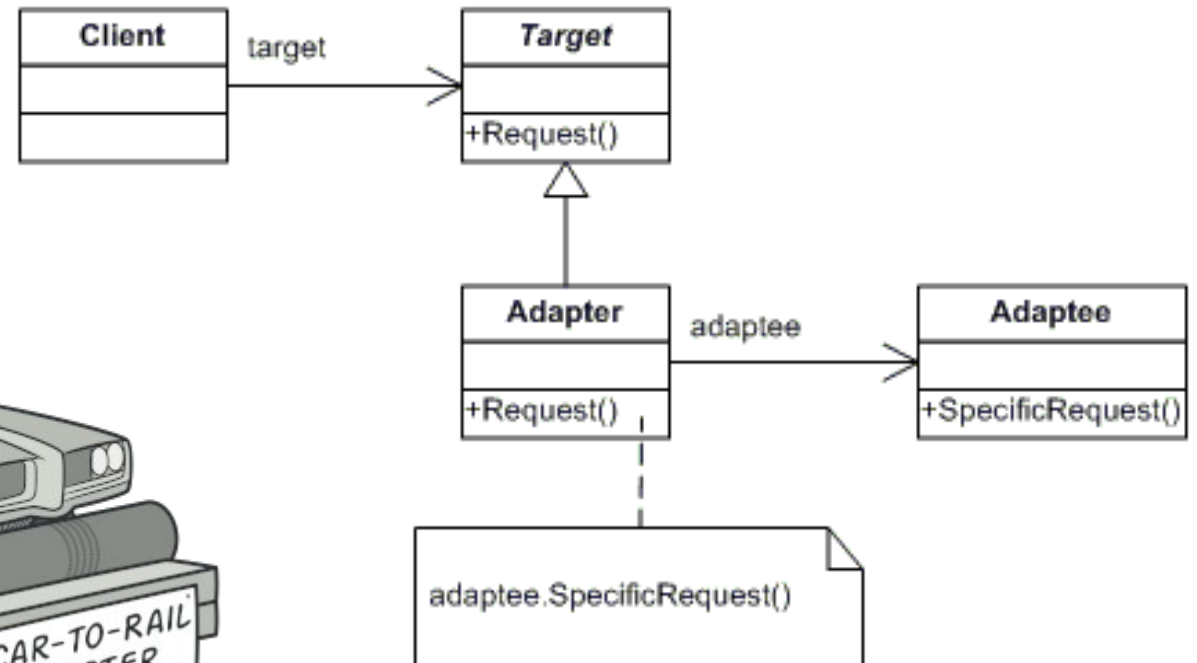 Client
target
Target
+Request()
Adapter
adaptee
Adaptee
+Request()
+SpecificRequest()
adaptee.SpecificRequest()
CAR-TO-RAIL